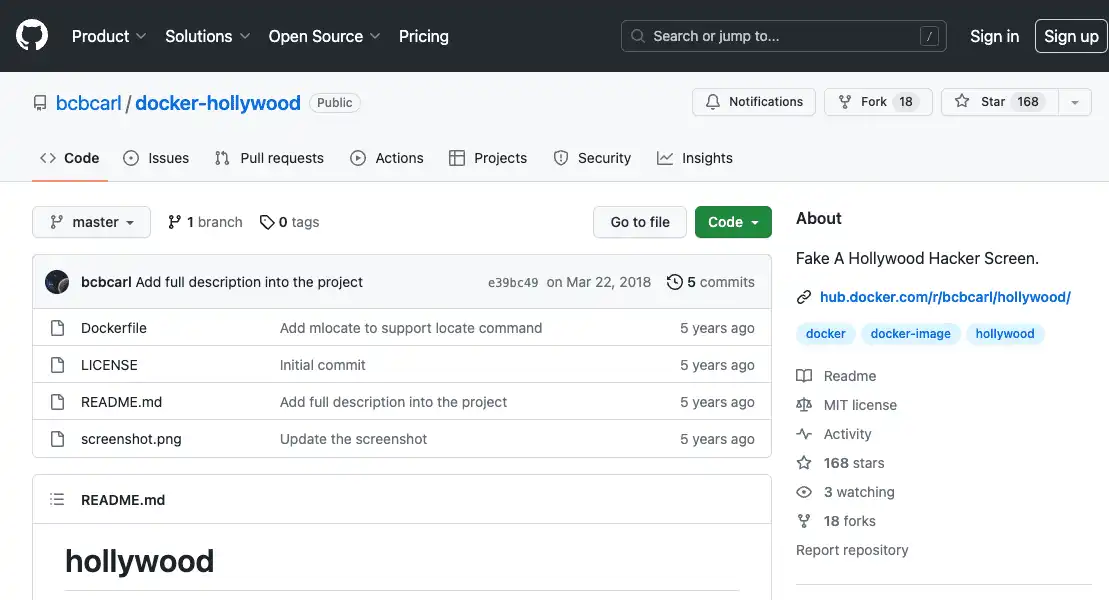 Product Solutions Open Source Pricing Search or jump to... / Sign in Sign up
bcbcarl / docker-hollywood Public Notifications Fork 18 Star 168
Code Issues Pull requests Actions Projects Security Insights
master 1 branch 0 tags Go to file Code
bcbcarl Add full description into the project e39bc49 on Mar 22, 2018 5 commits
Dockerfile Add mlocate to support locate command 5 years ago
LICENSE Initial commit 5 years ago
README.md Add full description into the project 5 years ago
screenshot.png Update the screenshot 5 years ago
README.md
hollywood
About
Fake A Hollywood Hacker Screen.
hub.docker.com/r/bcbcarl/hollywood/
docker docker-image hollywood
Readme
MIT license
Activity
168 stars
3 watching
18 forks
Report repository